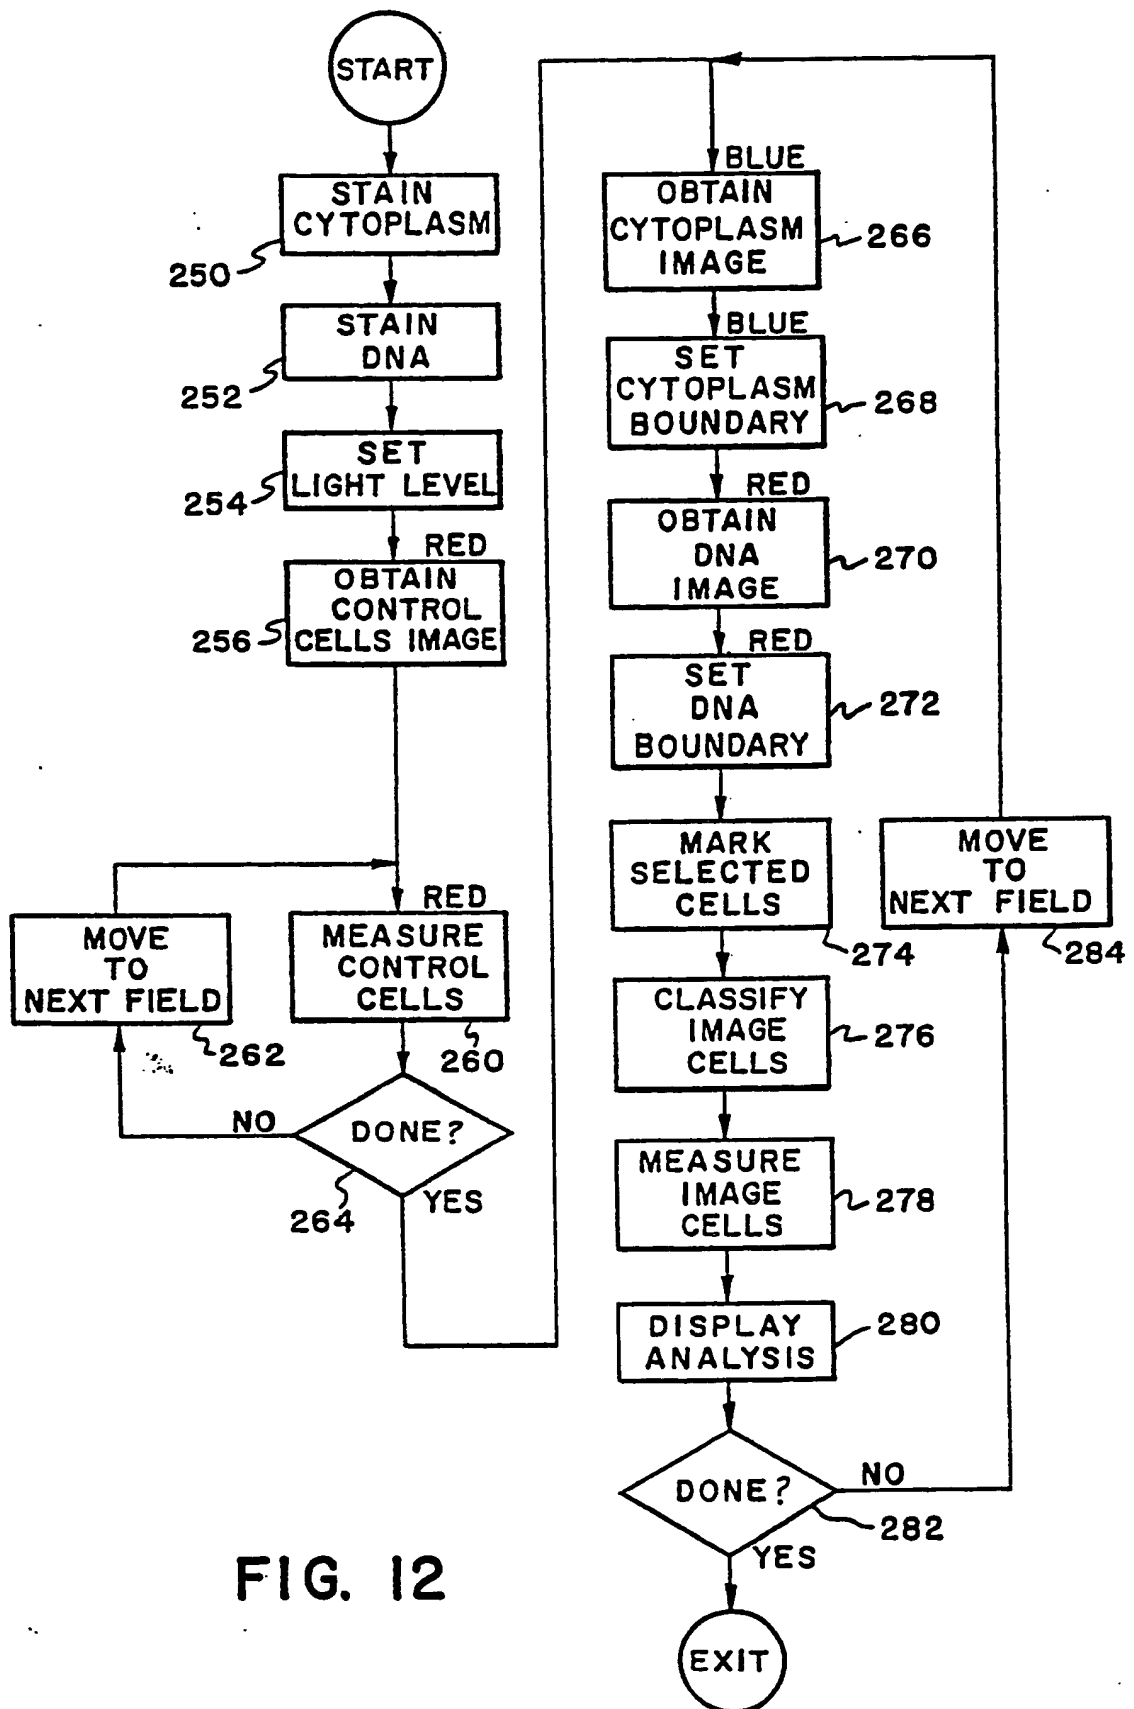 START
STAIN
CYTOPLASM
250
STAIN
DNA
252
SET
LIGHT LEVEL
254
RED
OBTAIN
CONTROL
CELLS IMAGE
256
RED
MEASURE
CONTROL
CELLS
260
MOVE
TO
NEXT FIELD
262
DONE?
NO
YES
264
BLUE
OBTAIN
CYTOPLASM
IMAGE
266
BLUE
SET
CYTOPLASM
BOUNDARY
268
RED
OBTAIN
DNA
IMAGE
270
RED
SET
DNA
BOUNDARY
272
MARK
SELECTED
CELLS
274
CLASSIFY
IMAGE
CELLS
276
MEASURE
IMAGE
CELLS
278
DISPLAY
ANALYSIS
280
DONE?
NO
282
YES
MOVE
TO
NEXT FIELD
284
EXIT
FIG. 12